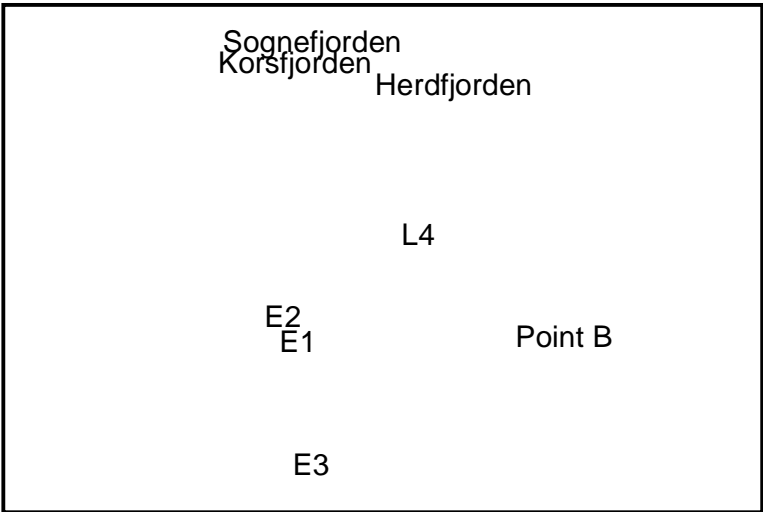 Sognefjorden
Korsfjorden
Herdfjorden
L4
E2
E1
Point B
E3